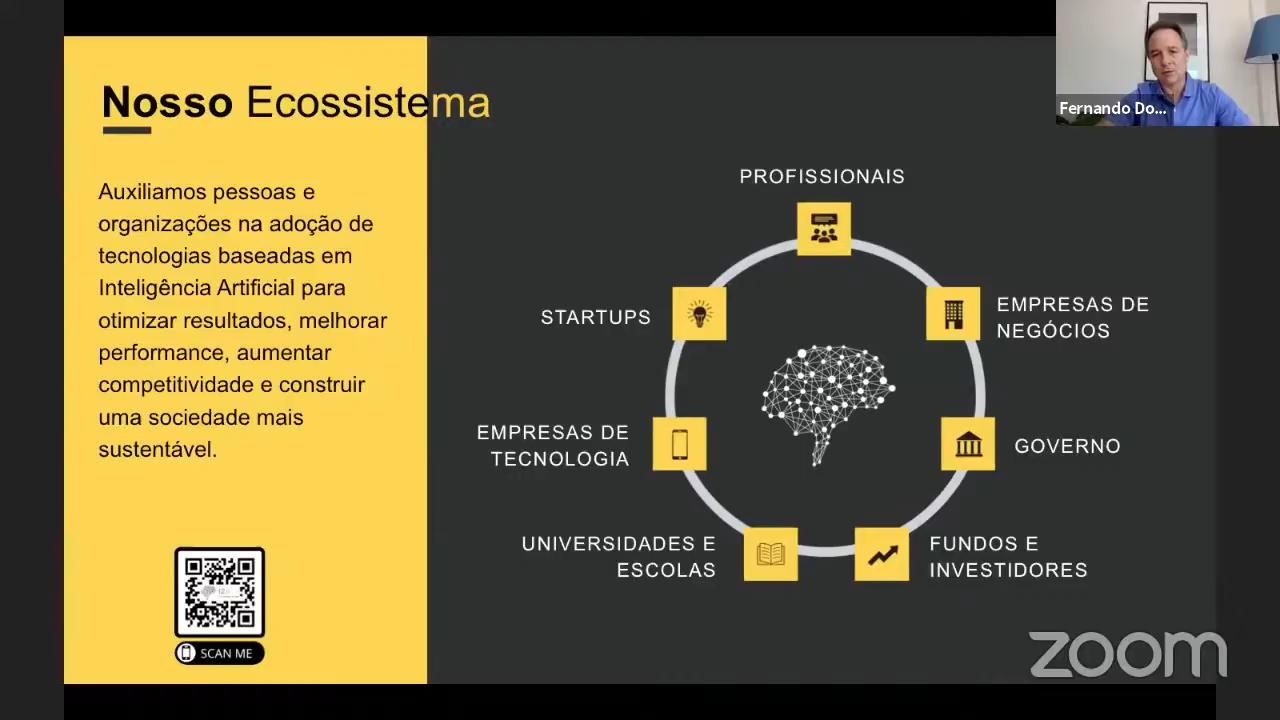 Nosso Ecossistema
Auxiliamos pessoas e
organizações na adoção de
tecnologias baseadas em
Inteligência Artificial para
otimizar resultados, melhorar
performance, aumentar
competitividade e construir
uma sociedade mais
sustentável.
SCAN ME
PROFISSIONAIS
STARTUPS
EMPRESAS DE
NEGÓCIOS
EMPRESAS DE
TECNOLOGIA
GOVERNO
UNIVERSIDADES E
ESCOLAS
FUNDOS E
INVESTIDORES
Fernando Do...
zoom